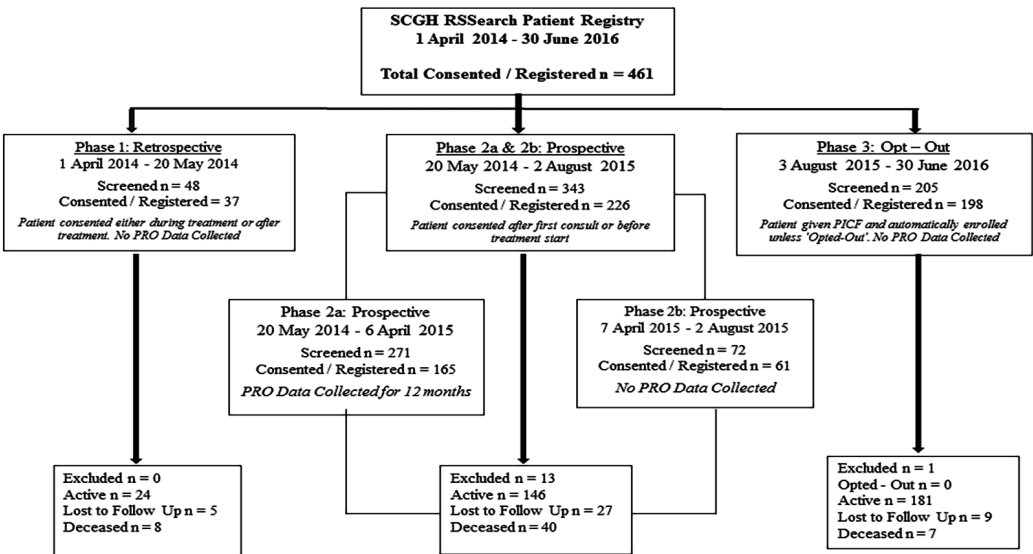 SCGH RSSearch Patient Registry
1 April 2014 - 30 June 2016
Total Consented / Registered n = 461
Phase 1: Retrospective
1 April 2014 - 20 May 2014
Screened n = 48
Consented / Registered n = 37
Patient consented either during treatment or after
treatment. No PRO Data Collected
Phase 2a & 2b: Prospective
20 May 2014 - 2 August 2015
Screened n = 343
Consented / Registered n = 226
Patient consented after first consult or before
treatment start
Phase 3: Opt – Out
3 August 2015 - 30 June 2016
Screened n = 205
Consented / Registered n = 198
Patient given PICF and automatically enrolled
unless 'Opted-Out'. No PRO Data Collected
Phase 2a: Prospective
20 May 2014 - 6 April 2015
Screened n = 271
Consented / Registered n = 165
PRO Data Collected for 12 months
Phase 2b: Prospective
7 April 2015 - 2 August 2015
Screened n = 72
Consented / Registered n = 61
No PRO Data Collected
Excluded n = 0
Active n = 24
Lost to Follow Up n = 5
Deceased n = 8
Excluded n = 13
Active n = 146
Lost to Follow Up n = 27
Deceased n = 40
Excluded n = 1
Opted - Out n = 0
Active n = 181
Lost to Follow Up n = 9
Deceased n = 7